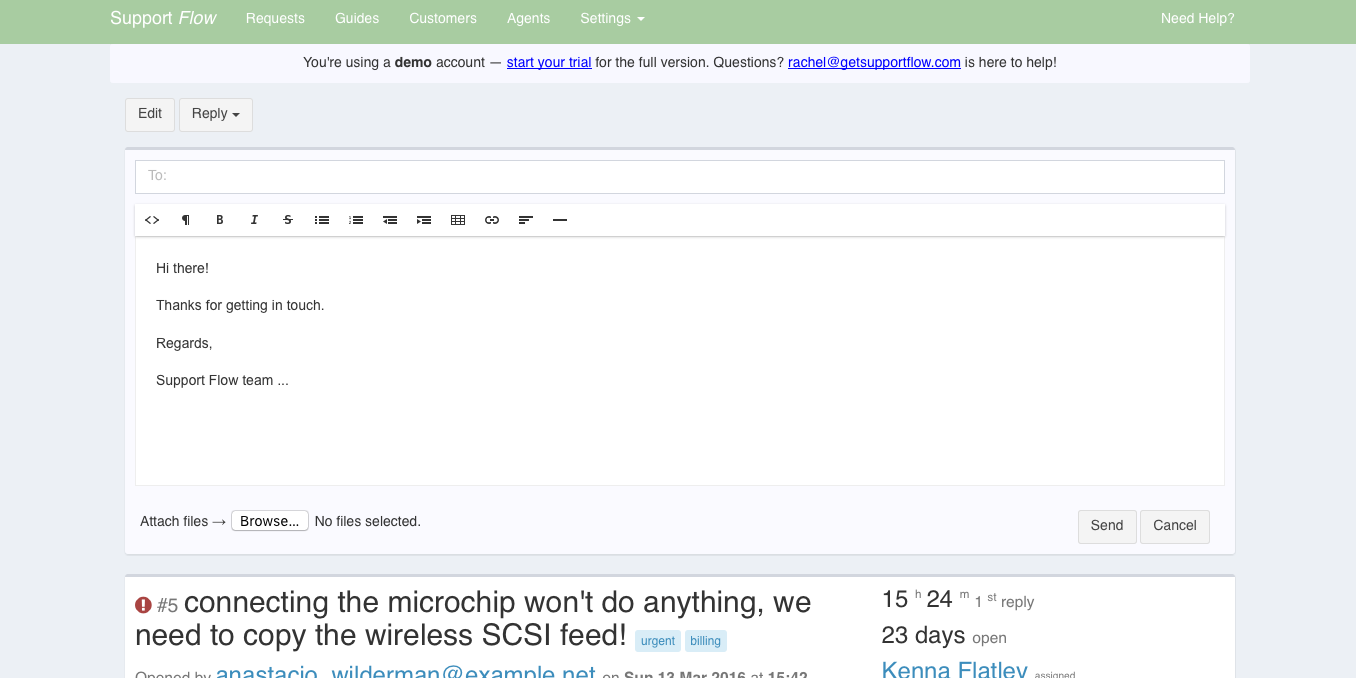 Support Flow Requests Guides Customers Agents Settings Need Help?
You're using a demo account — start your trial for the full version. Questions? rachel@getsupportflow.com is here to help!
Edit Reply
To:
<> ¶ B I S
Hi there!
Thanks for getting in touch.
Regards,
Support Flow team ...
Attach files → Browse... No files selected.
Send Cancel
#5 connecting the microchip won't do anything, we
need to copy the wireless SCSI feed! urgent billing
Opened by anastacio_wilderman@example.net on Sun 13 Mar 2016 at 15:42
15 h 24 m 1 st reply
23 days open
Kenna Flatley assigned